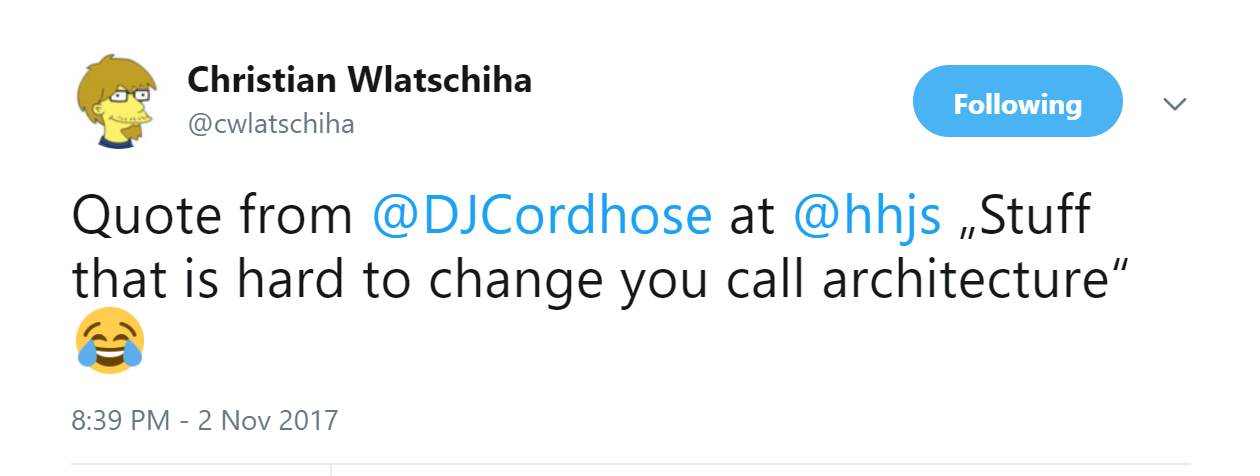 Christian Wlatschiha
@cwlatschiha
Following
Quote from @DJCordhose at @hhjs „Stuff
that is hard to change you call architecture“
😂
8:39 PM - 2 Nov 2017